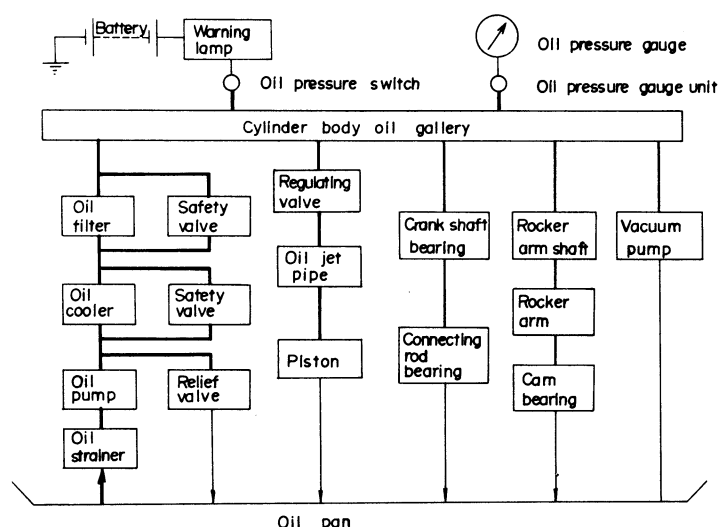 Battery
Warning
lamp
Oil pressure gauge
Oil pressure switch
Oil pressure gauge unit
Cylinder body oil gallery
Oil
filter
Safety
valve
Regulating
valve
Crank shaft
bearing
Rocker
arm shaft
Vacuum
pump
Oil jet
pipe
Oil
cooler
Safety
valve
Rocker
arm
Piston
Connecting
rod
bearing
Oil
pump
Relief
valve
Cam
bearing
Oil
strainer
Oil pan